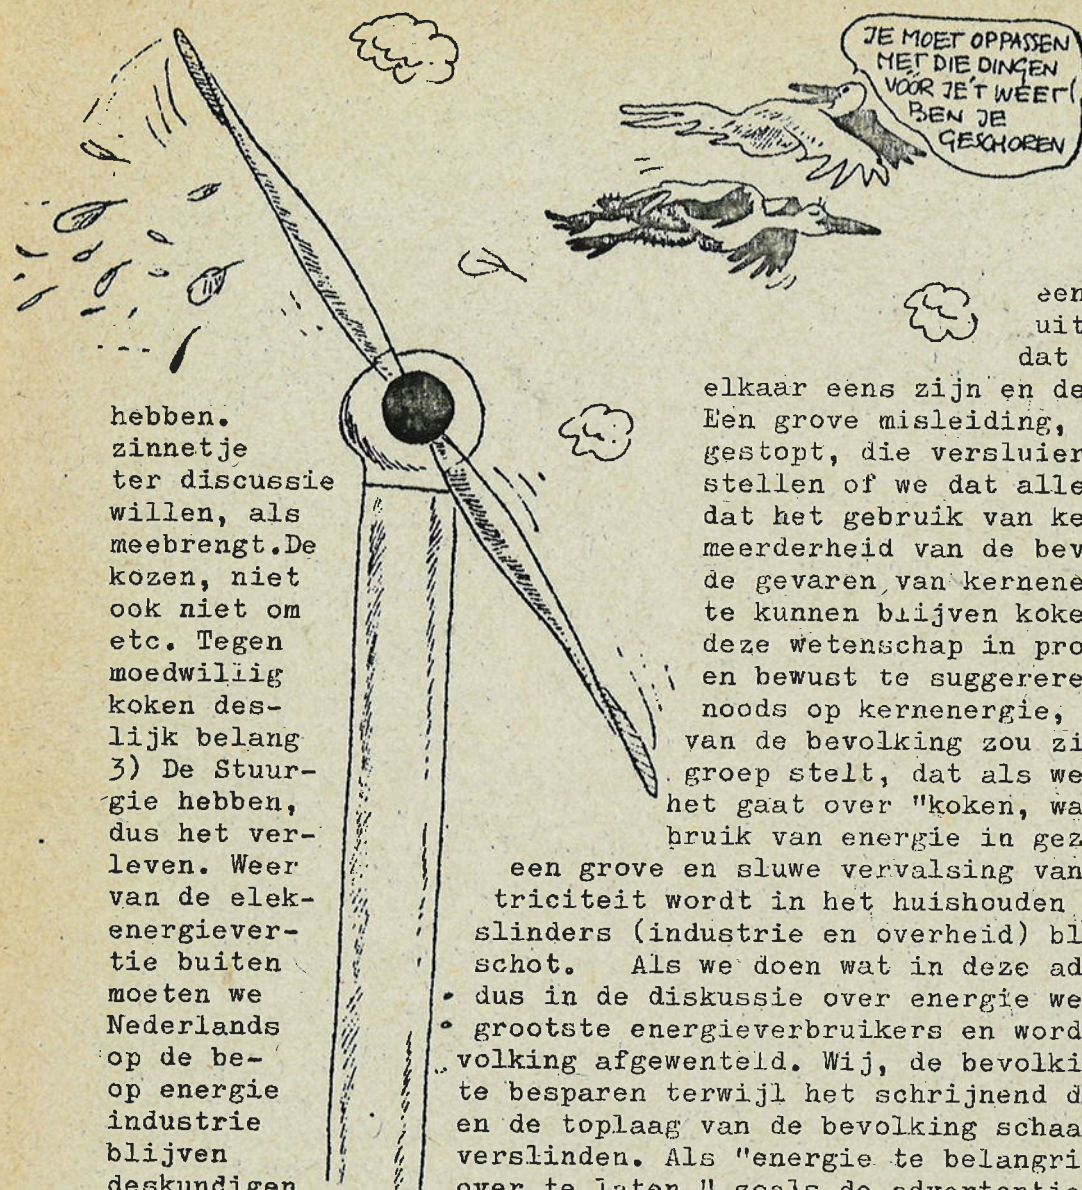 JE MOET OPPASSEN
MET DIE DINGEN
VOOR JE'T WEET
BEN JE
GESCHOREN
hebben.
zinnetje
ter discussie
willen, als
meebrengt.De
kozen, niet
ook niet om
etc. Tegen
moedwillig
koken des-
lijk belang
3) De Stuur-
gie hebben,
dus het ver-
leven. Weer
van de elek-
energiever-
tie buiten
moeten we
Nederlands
op de be-
op energie
industrie
blijven
deskundigen
een
uit
dat
elkaar eens zijn en de
Een grove misleiding,
gestopt, die versluier
stellen of we dat alle
dat het gebruik van ke
meerderheid van de bev
de gevaren van kernene
te kunnen blijven koke
deze wetenschap in pro
en bewust te suggerere
noods op kernenergie,
van de bevolking zou zi
groep stelt, dat als we
het gaat over "koken, wa
bruik van energie in gez
een grove en sluwe vervalsing van
triciteit wordt in het huishouden
slinders (industrie en overheid) bl
schot. Als we doen wat in deze ad
dus in de diskussie over energie we
grootste energieverbruikers en word
volking afgewenteld. Wij, de bevolki
te besparen terwijl het schrijnend d
en de toplaag van de bevolking schaa
verslinden. Als "energie te belangri
over te laten " zoals de advertentie